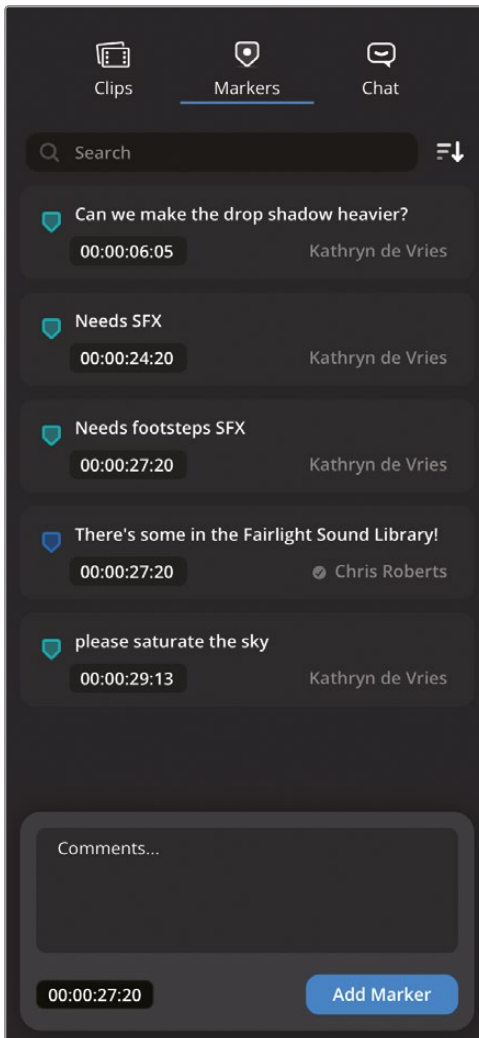 Clips Markers Chat
Search
Can we make the drop shadow heavier?
00:00:06:05 Kathryn de Vries
Needs SFX
00:00:24:20 Kathryn de Vries
Needs footsteps SFX
00:00:27:20 Kathryn de Vries
There's some in the Fairlight Sound Library!
00:00:27:20 Chris Roberts
please saturate the sky
00:00:29:13 Kathryn de Vries
Comments...
00:00:27:20 Add Marker